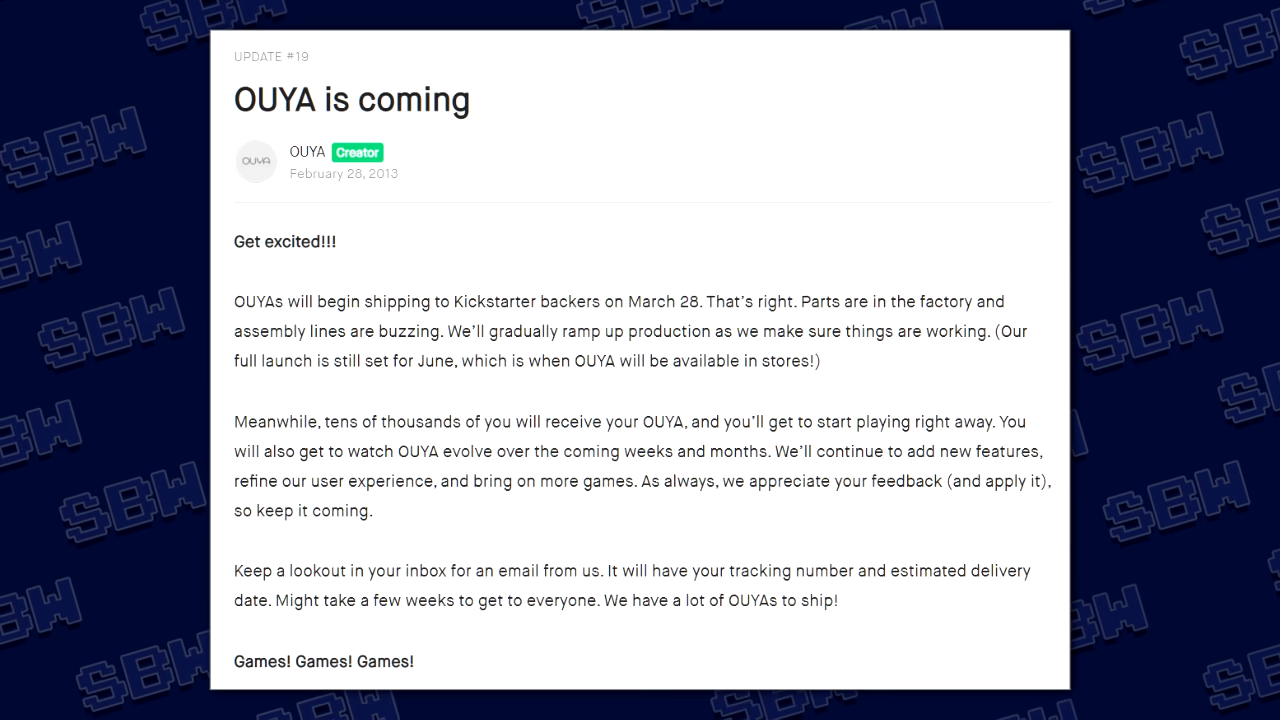 UPDATE #19
OUYA is coming
OUYA
OUYA Creator
February 28, 2013
Get excited!!!
OUYAs will begin shipping to Kickstarter backers on March 28. That’s right. Parts are in the factory and
assembly lines are buzzing. We’ll gradually ramp up production as we make sure things are working. (Our
full launch is still set for June, which is when OUYA will be available in stores!)
Meanwhile, tens of thousands of you will receive your OUYA, and you’ll get to start playing right away. You
will also get to watch OUYA evolve over the coming weeks and months. We’ll continue to add new features,
refine our user experience, and bring on more games. As always, we appreciate your feedback (and apply it),
so keep it coming.
Keep a lookout in your inbox for an email from us. It will have your tracking number and estimated delivery
date. Might take a few weeks to get to everyone. We have a lot of OUYAs to ship!
Games! Games! Games!
SBW
SBW
SBW
SBW
SBW
SBW
SBW
SBW